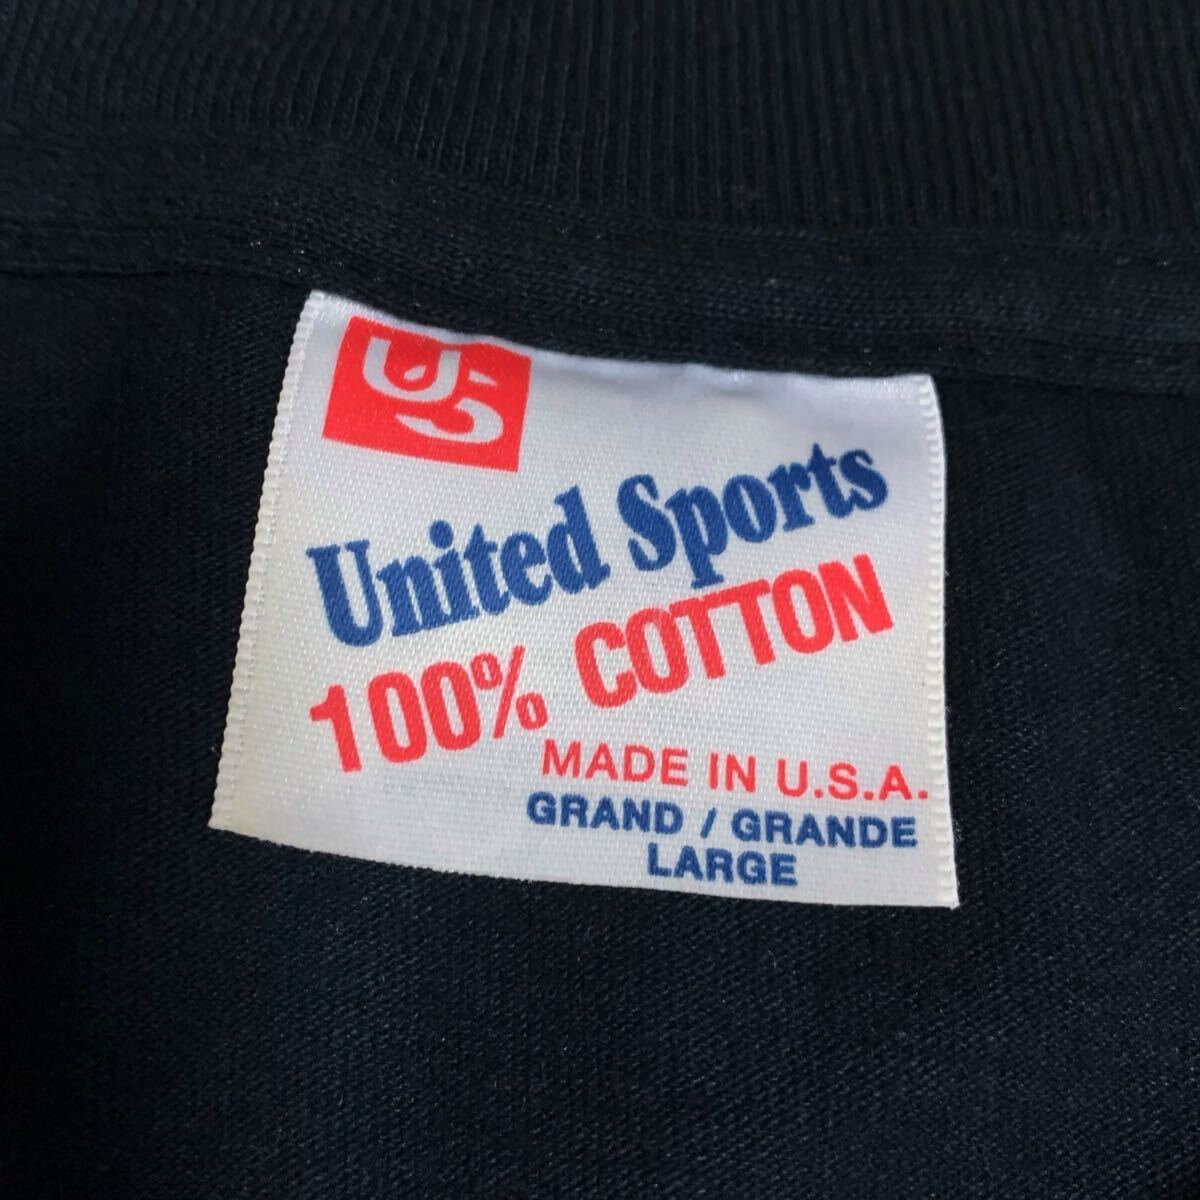 US
United Sports
100% COTTON
MADE IN U.S.A.
GRAND / GRANDE
LARGE